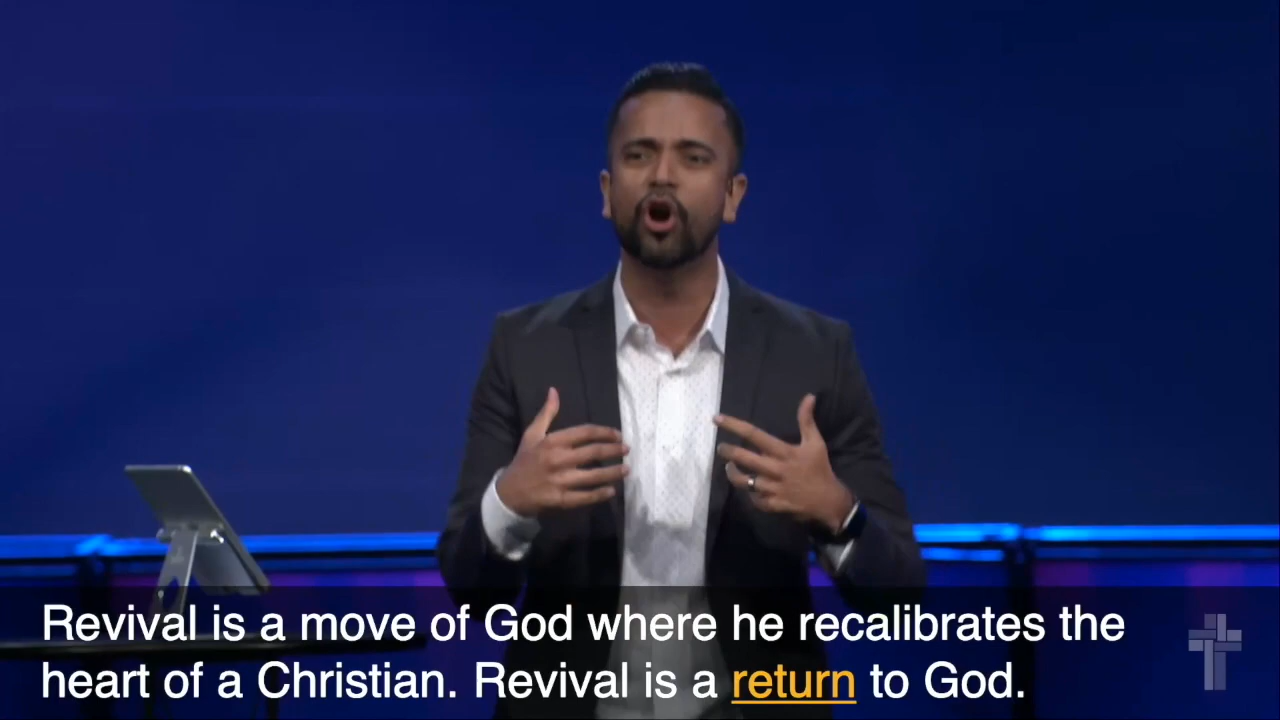 Revival is a move of God where he recalibrates the
heart of a Christian. Revival is a return to God.